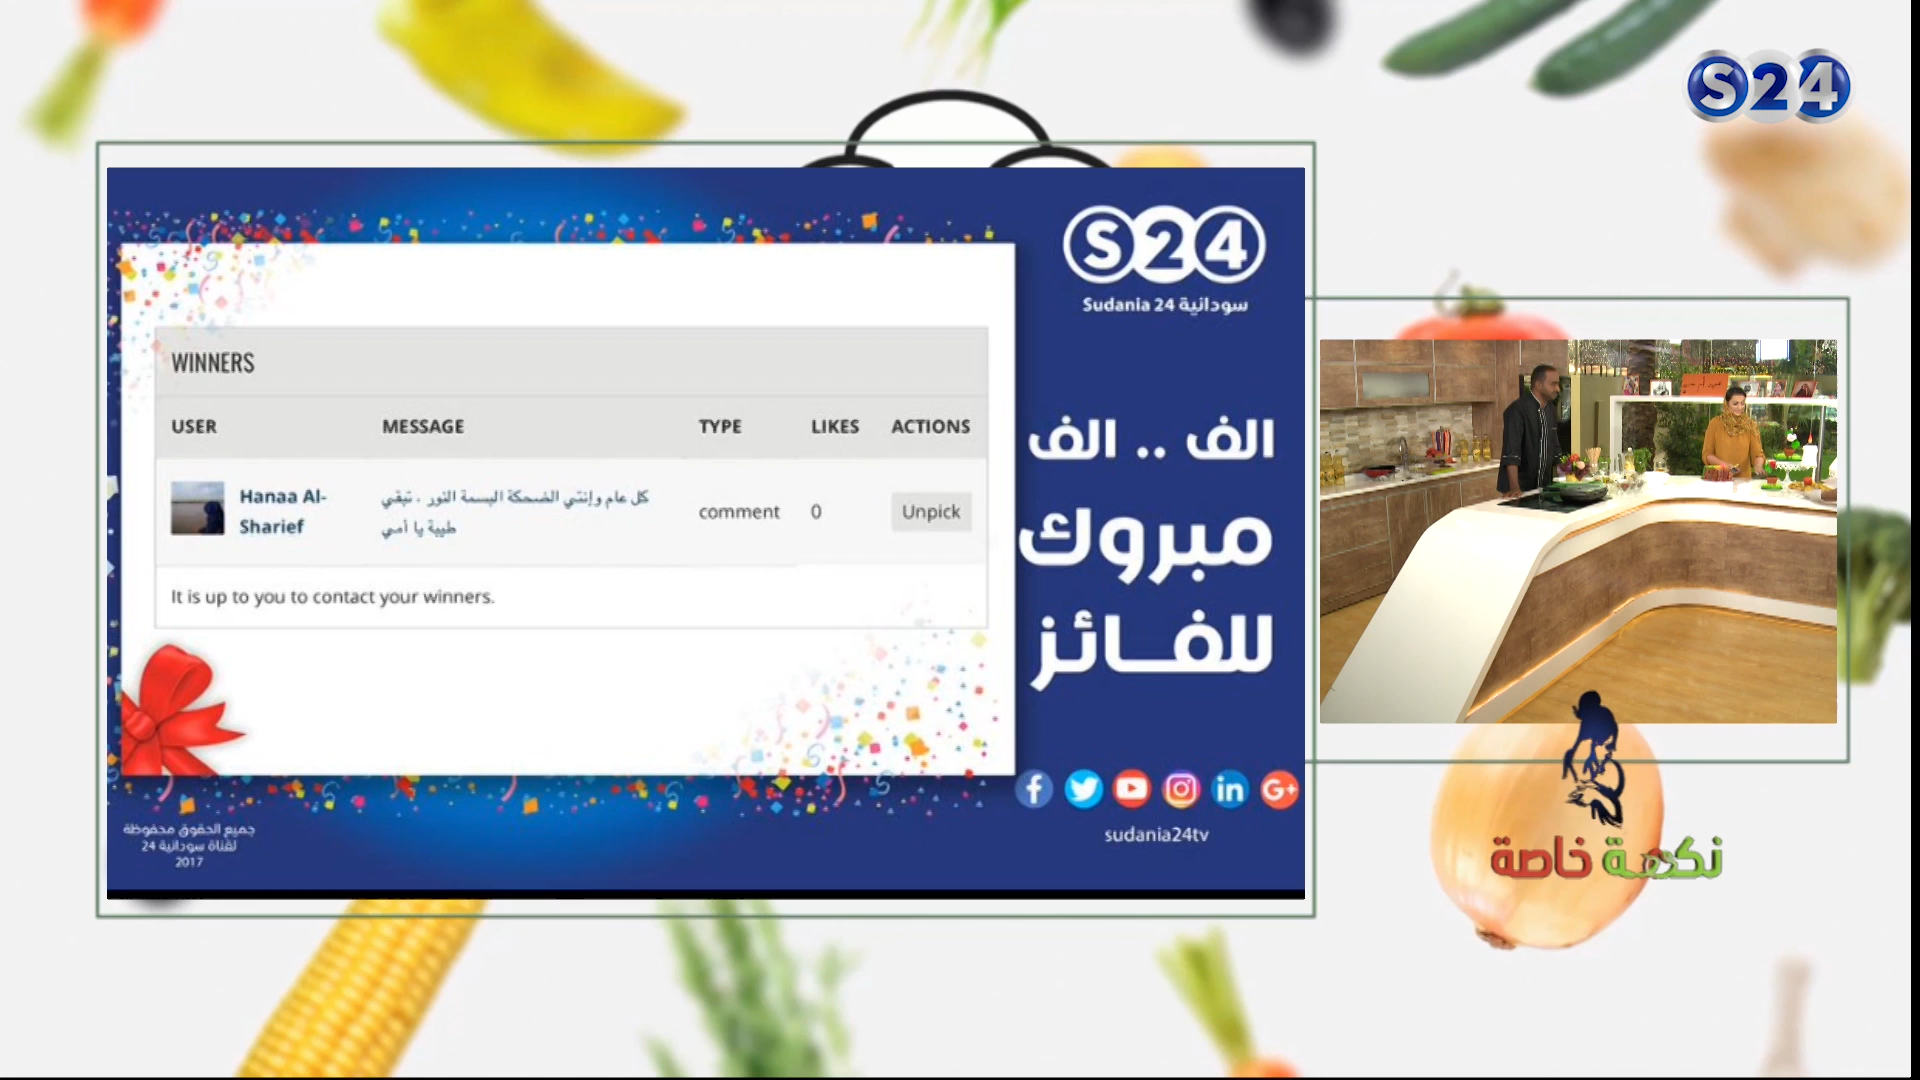 S24
S24
Sudania 24 سودانية
WINNERS
USER MESSAGE TYPE LIKES ACTIONS
Hanaa Al-
Sharief
كل عام وإنتي الضحكة البسمة النور ، تبقي
طيبة يا أمي
comment 0 Unpick
It is up to you to contact your winners.
الف .. الف
مبروك
للفــائز
sudania24tv
جميع الحقوق محفوظة
لقناة سودانية 24
2017
نكهة خاصة